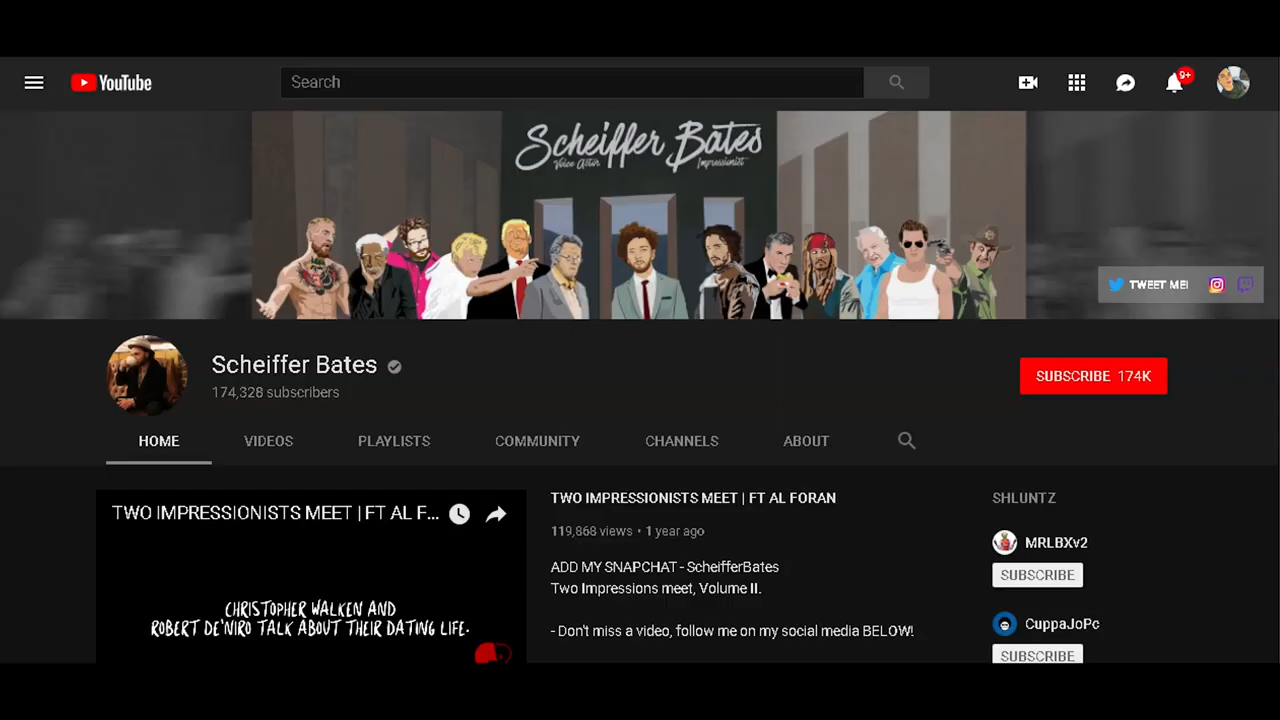 YouTube
Search
9+
Scheiffer Bates
Voice Actor Impressionist
TWEET ME!
Scheiffer Bates
174,328 subscribers
SUBSCRIBE 174K
HOME VIDEOS PLAYLISTS COMMUNITY CHANNELS ABOUT
TWO IMPRESSIONISTS MEET | FT AL F...
CHRISTOPHER WALKEN AND
ROBERT DE'NIRO TALK ABOUT THEIR DATING LIFE.
TWO IMPRESSIONISTS MEET | FT AL FORAN
119,868 views • 1 year ago
ADD MY SNAPCHAT - ScheifferBates
Two Impressions meet, Volume II.
- Don't miss a video, follow me on my social media BELOW!
SHLUNTZ
MRLBXv2
SUBSCRIBE
CuppaJoPc
SUBSCRIBE